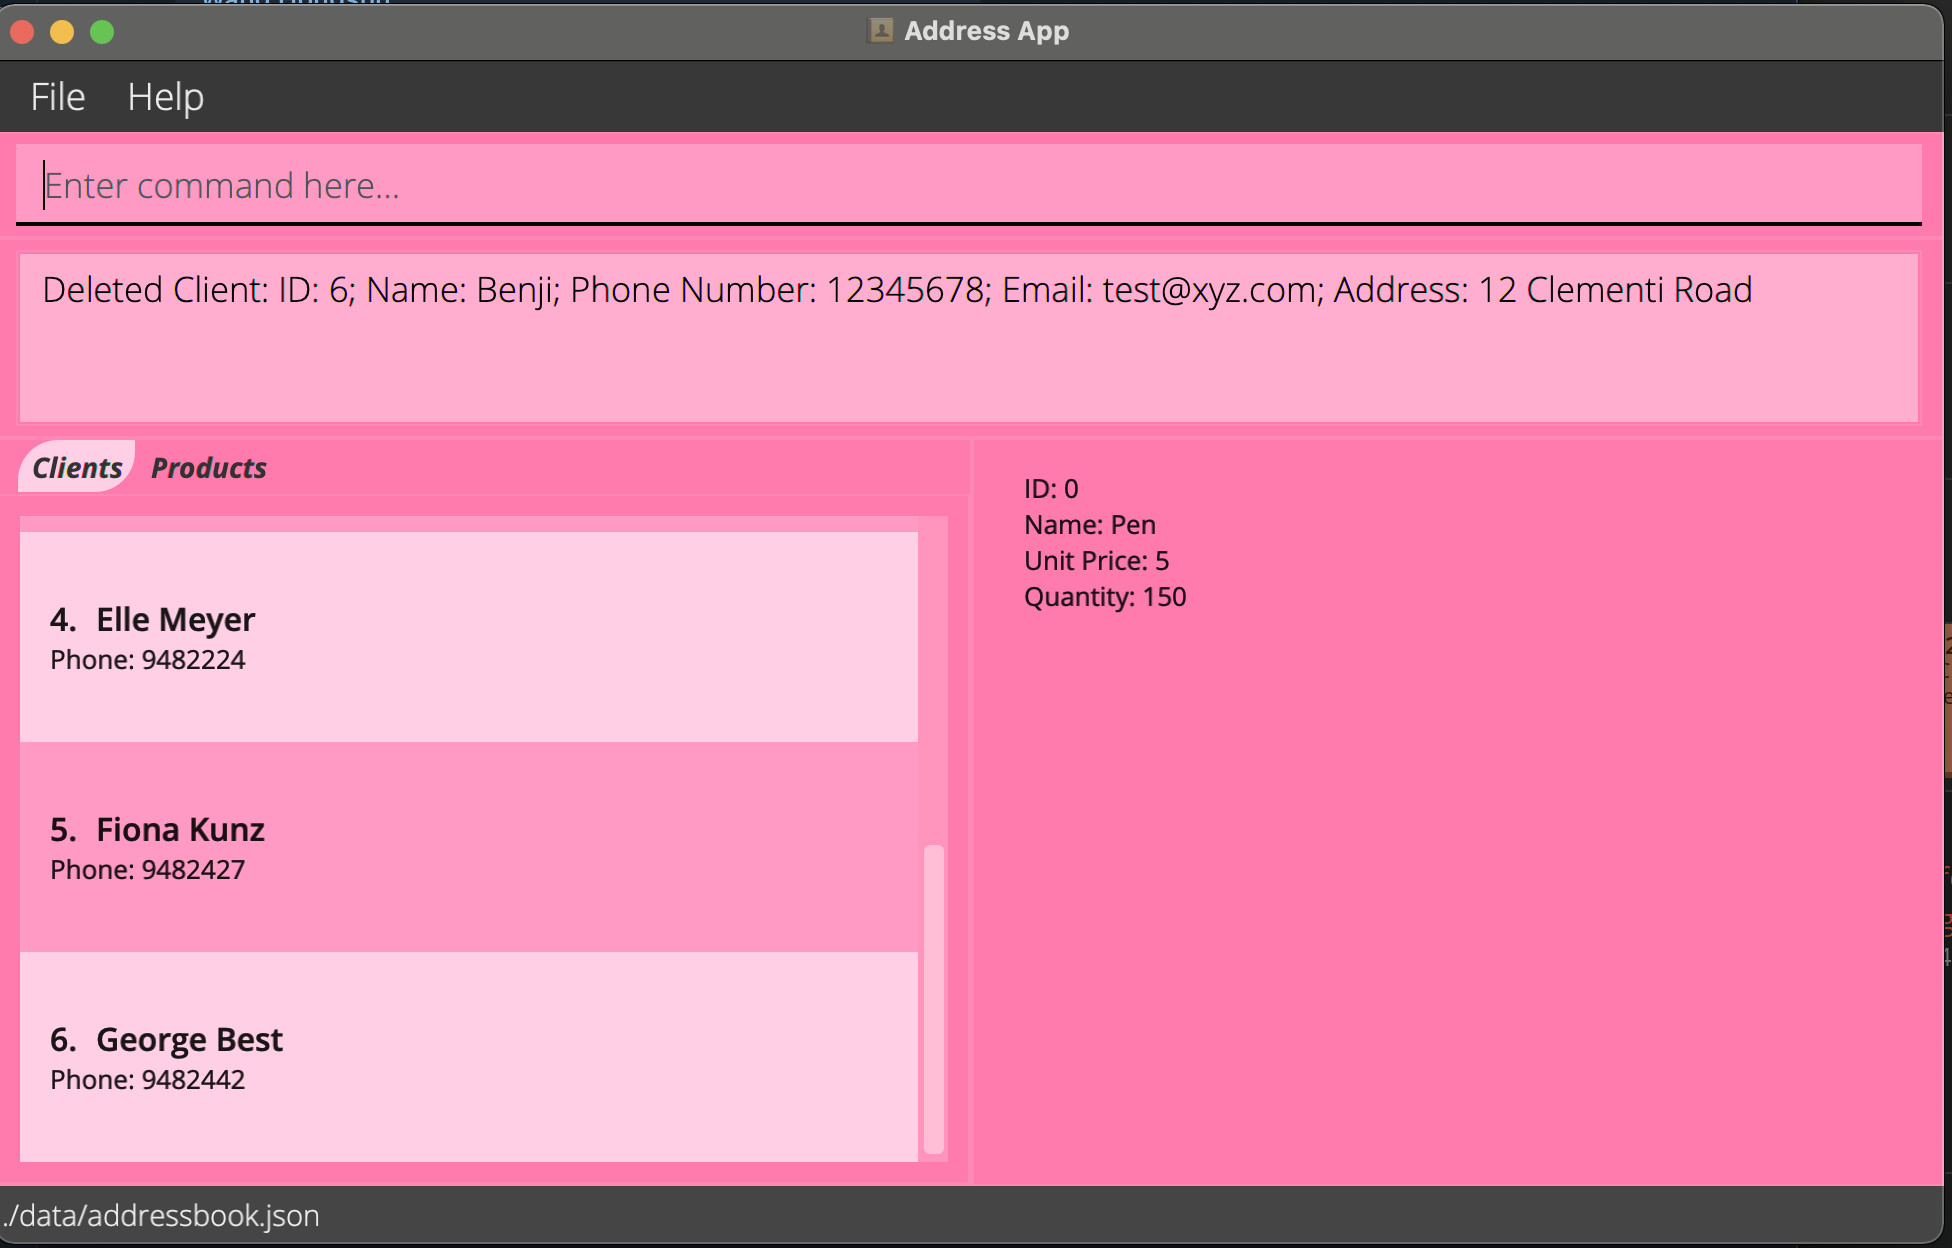 Address App
File Help
Enter command here...
Deleted Client: ID: 6; Name: Benji; Phone Number: 12345678; Email: test@xyz.com; Address: 12 Clementi Road
Clients Products
4. Elle Meyer
Phone: 9482224
5. Fiona Kunz
Phone: 9482427
6. George Best
Phone: 9482442
ID: 0
Name: Pen
Unit Price: 5
Quantity: 150
./data/addressbook.json